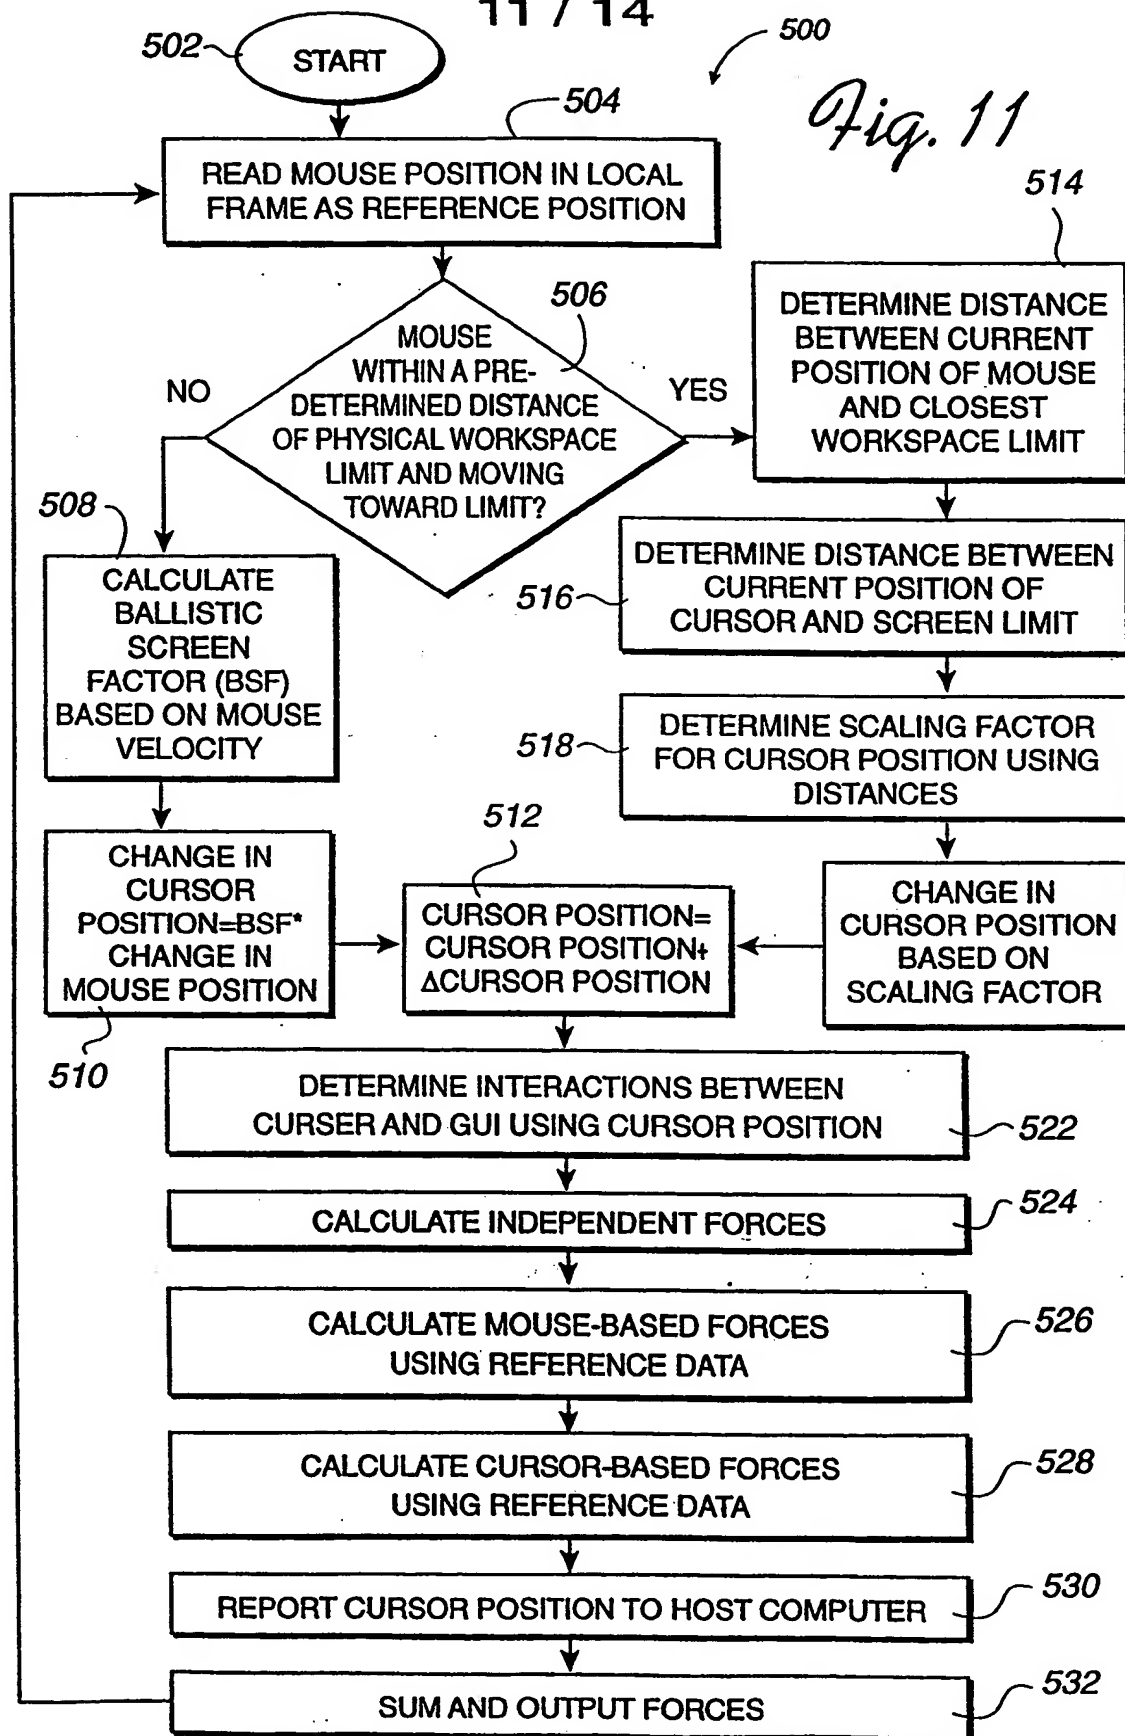 11 / 14
500
502
START
Fig. 11
504
READ MOUSE POSITION IN LOCAL
FRAME AS REFERENCE POSITION
514
506
MOUSE
WITHIN A PRE-
DETERMINED DISTANCE
OF PHYSICAL WORKSPACE
LIMIT AND MOVING
TOWARD LIMIT?
NO
YES
DETERMINE DISTANCE
BETWEEN CURRENT
POSITION OF MOUSE
AND CLOSEST
WORKSPACE LIMIT
508
CALCULATE
BALLISTIC
SCREEN
FACTOR (BSF)
BASED ON MOUSE
VELOCITY
516
DETERMINE DISTANCE BETWEEN
CURRENT POSITION OF
CURSOR AND SCREEN LIMIT
518
DETERMINE SCALING FACTOR
FOR CURSOR POSITION USING
DISTANCES
CHANGE IN
CURSOR
POSITION=BSF*
CHANGE IN
MOUSE POSITION
510
512
CURSOR POSITION=
CURSOR POSITION+
ΔCURSOR POSITION
CHANGE IN
CURSOR POSITION
BASED ON
SCALING FACTOR
DETERMINE INTERACTIONS BETWEEN
CURSER AND GUI USING CURSOR POSITION
522
CALCULATE INDEPENDENT FORCES
524
CALCULATE MOUSE-BASED FORCES
USING REFERENCE DATA
526
CALCULATE CURSOR-BASED FORCES
USING REFERENCE DATA
528
REPORT CURSOR POSITION TO HOST COMPUTER
530
SUM AND OUTPUT FORCES
532